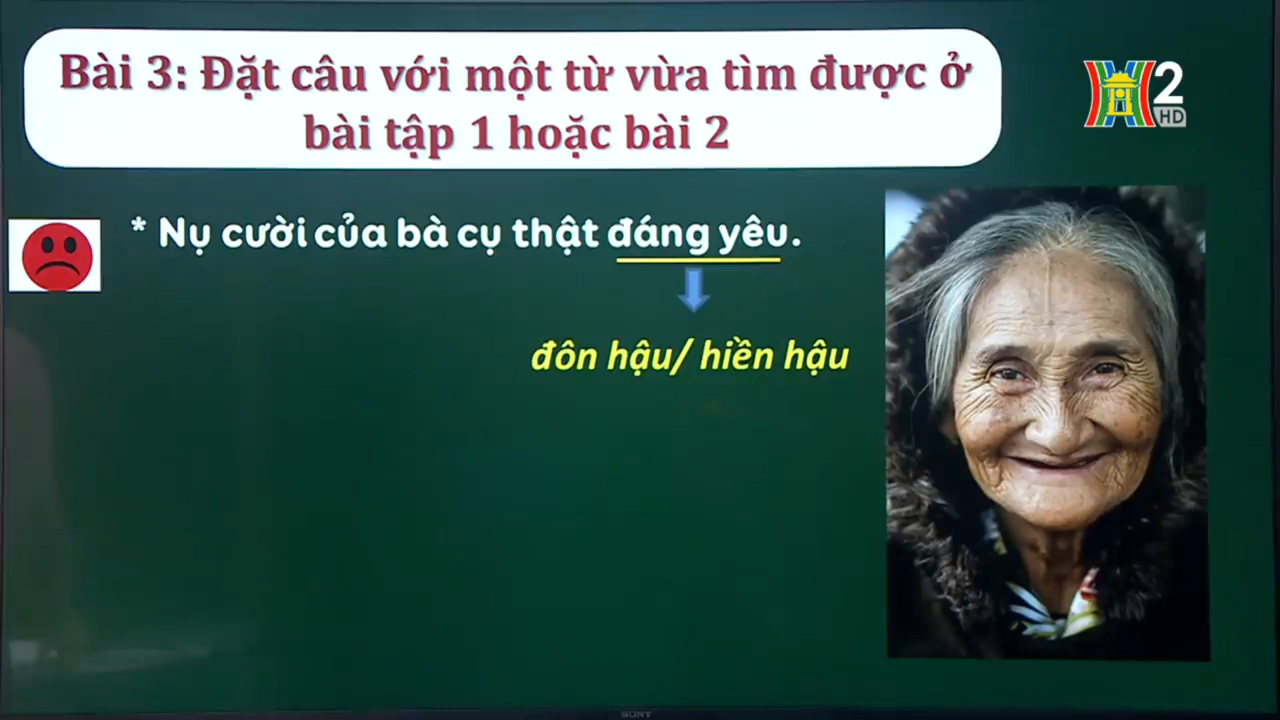 Bài 3: Đặt câu với một từ vừa tìm được ở
bài tập 1 hoặc bài 2
2
HD
* Nụ cười của bà cụ thật đáng yêu.
đôn hậu/ hiền hậu
SONY